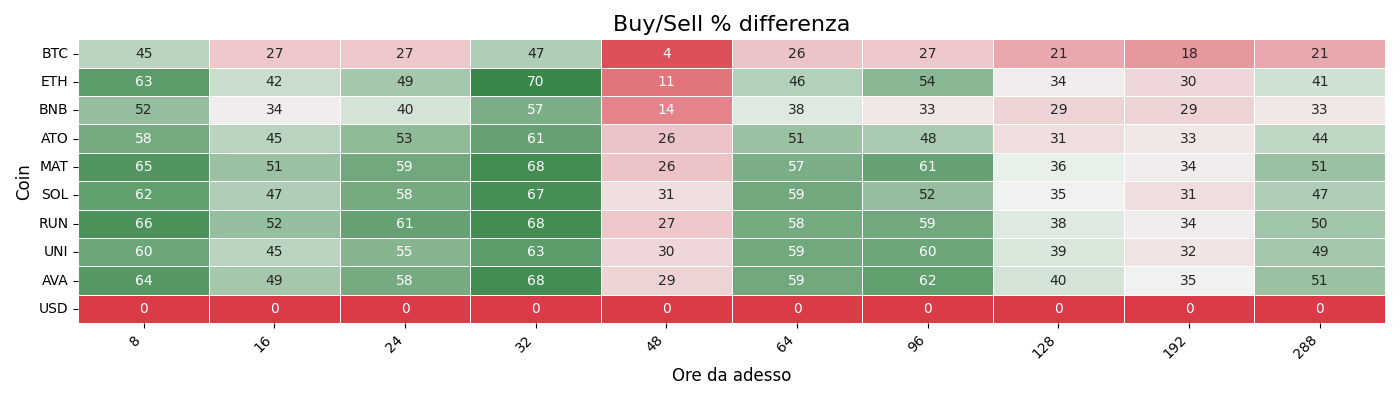 Buy/Sell % differenza
Coin
BTC 45 27 27 47 4 26 27 21 18 21
ETH 63 42 49 70 11 46 54 34 30 41
BNB 52 34 40 57 14 38 33 29 29 33
ATO 58 45 53 61 26 51 48 31 33 44
MAT 65 51 59 68 26 57 61 36 34 51
SOL 62 47 58 67 31 59 52 35 31 47
RUN 66 52 61 68 27 58 59 38 34 50
UNI 60 45 55 63 30 59 60 39 32 49
AVA 64 49 58 68 29 59 62 40 35 51
USD 0 0 0 0 0 0 0 0 0 0
8 16 24 32 48 64 96 128 192 288
Ore da adesso